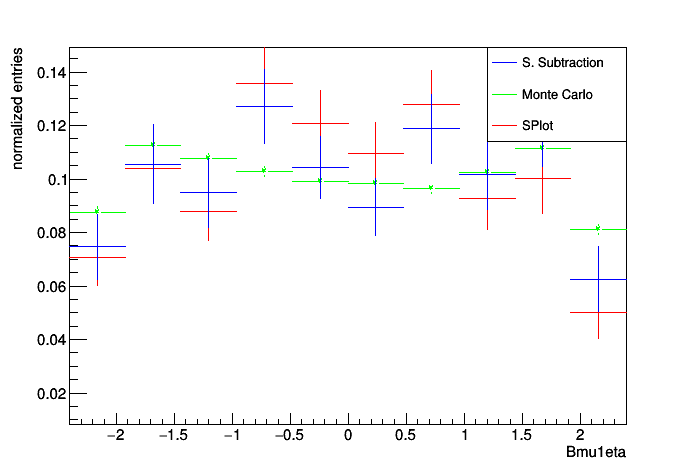 normalized entries
0.14
0.12
0.1
0.08
0.06
0.04
0.02
S. Subtraction
Monte Carlo
SPlot
−2 −1.5 −1 −0.5 0 0.5 1 1.5 2
Bmu1eta